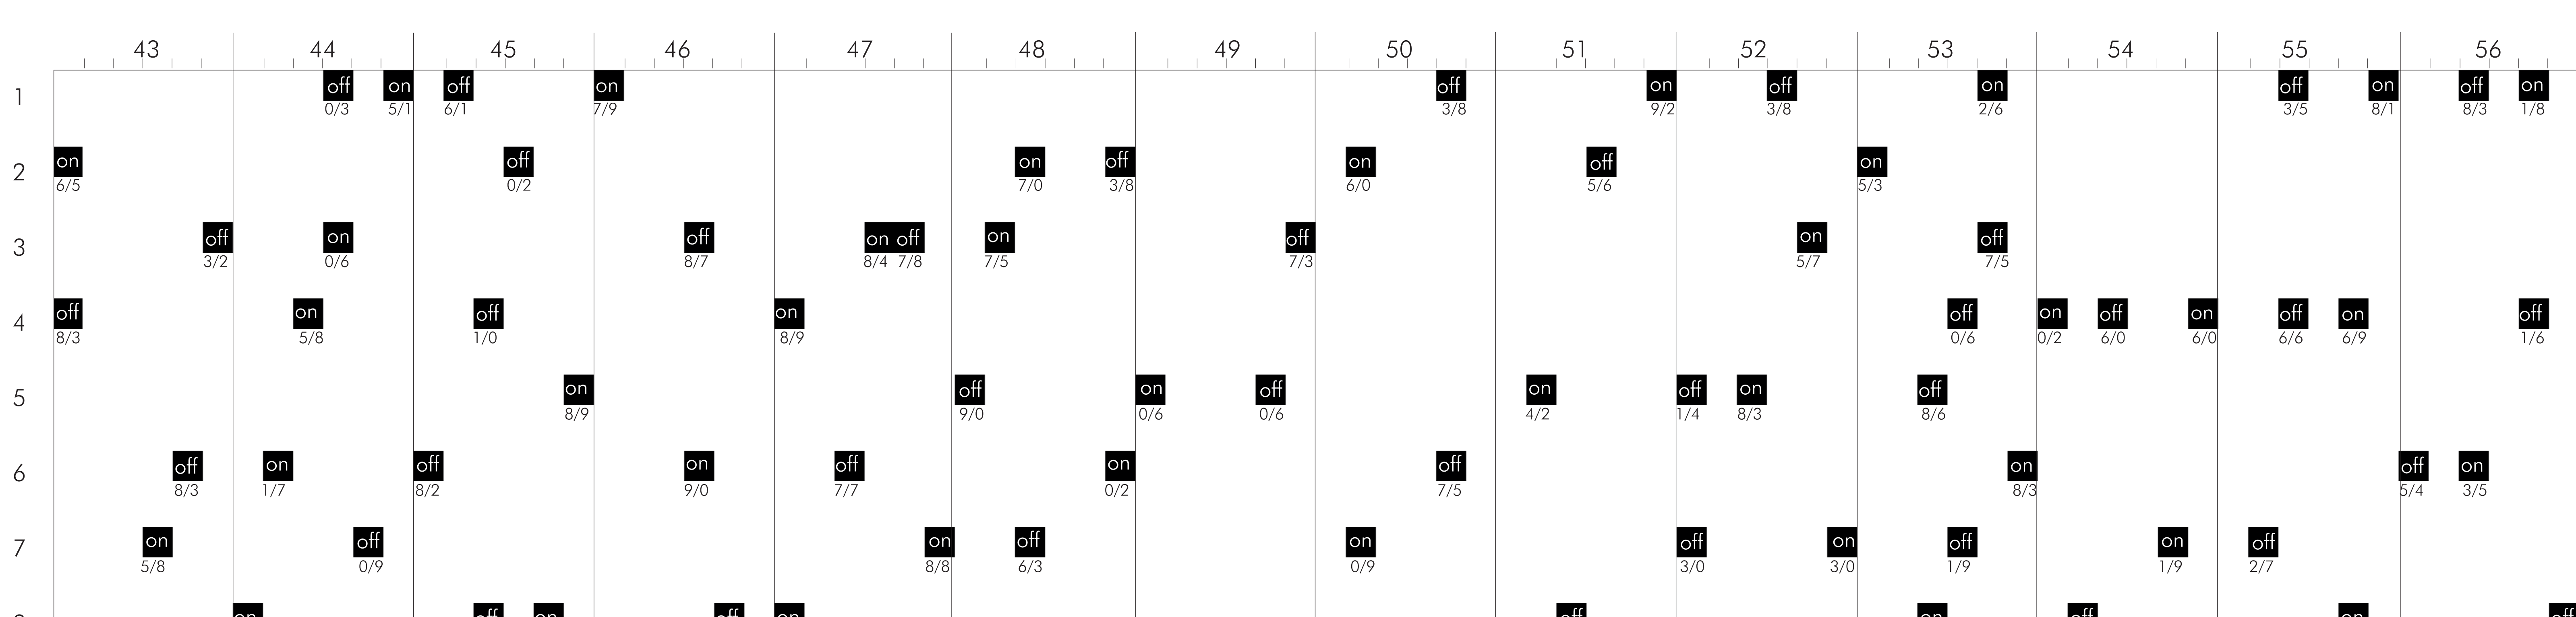 43 44 45 46 47 48 49 50 51 52 53 54 55 56
1 off on off on off on off on off on off on
0/3 5/1 6/1 7/9 3/8 9/2 3/8 2/6 3/5 8/1 8/3 1/8
2 on off on off on off on
6/5 0/2 7/0 3/8 6/0 5/6 5/3
3 off on off on off on off on off
3/2 0/6 8/7 8/4 7/8 7/5 7/3 5/7 7/5
4 off on off on off on off on off on off
8/3 5/8 1/0 8/9 0/6 0/2 6/0 6/0 6/6 6/9 1/6
5 on off on off on off on off
8/9 9/0 0/6 0/6 4/2 1/4 8/3 8/6
6 off on off on off on off on off on
8/3 1/7 8/2 9/0 7/7 0/2 7/5 8/3 5/4 3/5
7 on off on off on off on off on off
5/8 0/9 8/8 6/3 0/9 3/0 3/0 1/9 1/9 2/7
on off on off on off on off on off